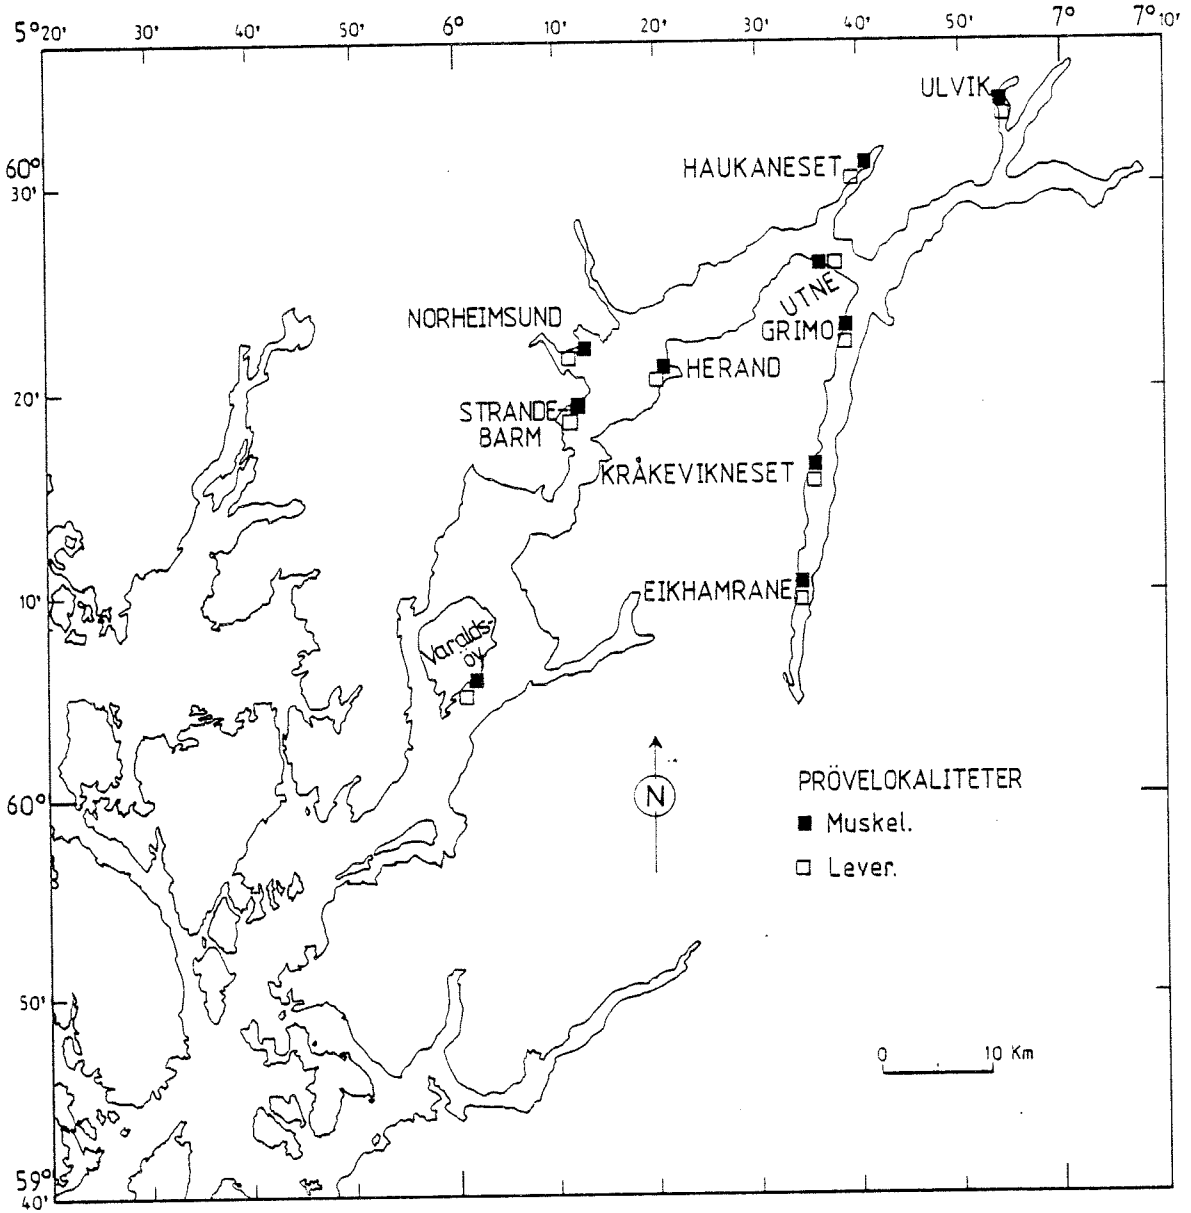 5° 20' 30' 40' 50' 6° 10' 20' 30' 40' 50' 7° 7° 10'
ULVIK
60°
30'
HAUKANESET
UTNE
NORHEIMSUND
GRIMO
HERAND
20'
STRANDE-
BARM
KRÅKEVIKNESET
10'
EIKHAMRANE
Varalds-
öy
PRÖVELOKALITETER
60°
N
Muskel.
Lever.
50'
0 10 Km
59°
40'